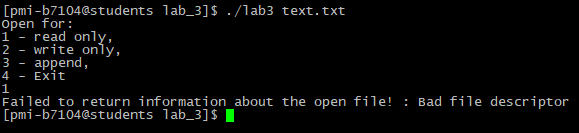 [pmi-b7104@students lab_3]$ ./lab3 text.txt
Open for:
1 - read only,
2 - write only,
3 - append,
4 - Exit
1
Failed to return information about the open file! : Bad file descriptor
[pmi-b7104@students lab_3]$